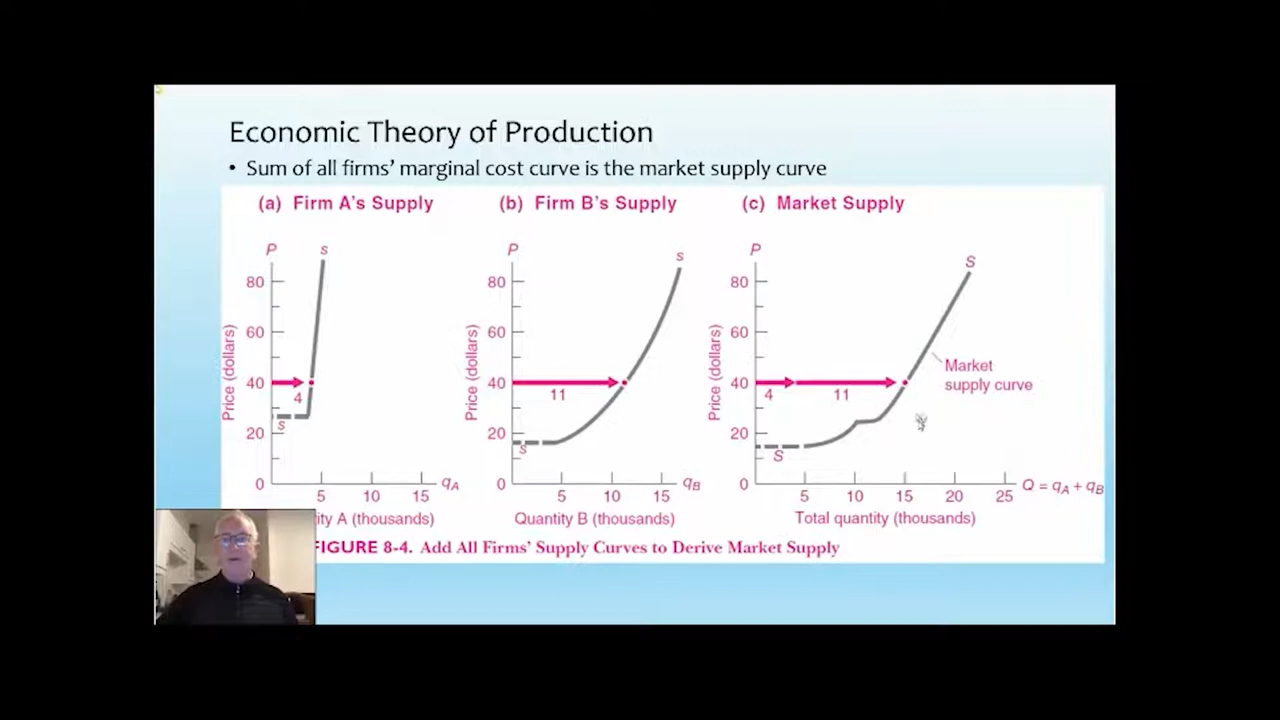 Economic Theory of Production
• Sum of all firms' marginal cost curve is the market supply curve
(a) Firm A's Supply
P
s
80
60
40
20
0
4
s
5
10
15
qA
Price (dollars)
ity A (thousands)
(b) Firm B's Supply
P
s
80
60
40
20
0
11
s
5
10
15
qB
Price (dollars)
Quantity B (thousands)
(c) Market Supply
P
S
80
60
40
20
0
4
11
Market
supply curve
S
5
10
15
20
25
Q = qA + qB
Price (dollars)
Total quantity (thousands)
FIGURE 8-4. Add All Firms' Supply Curves to Derive Market Supply